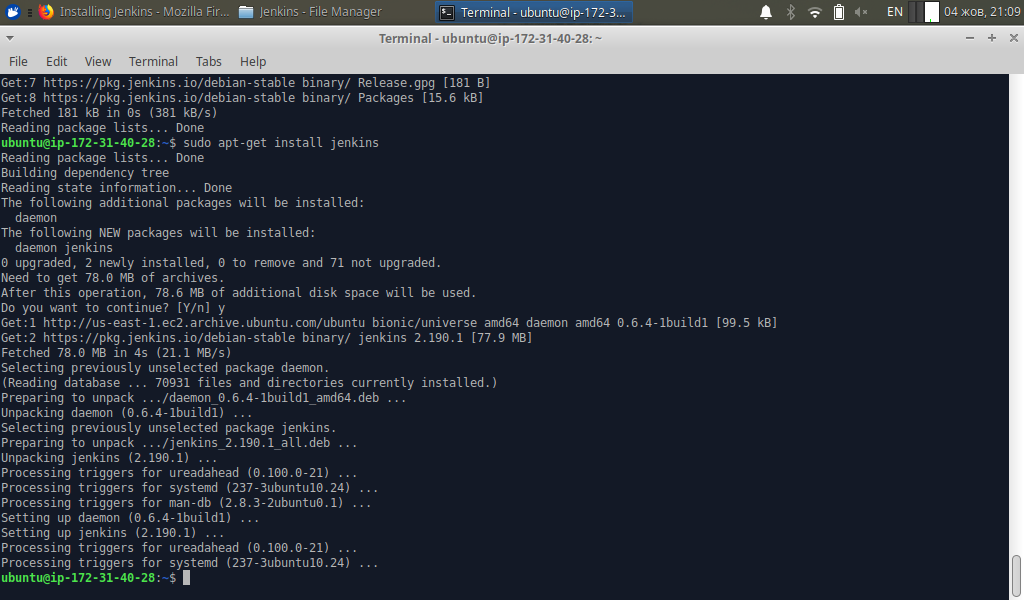 Installing Jenkins - Mozilla Fir...
Jenkins - File Manager
Terminal - ubuntu@ip-172-3...
EN
04 жов, 21:09
Terminal - ubuntu@ip-172-31-40-28: ~
File Edit View Terminal Tabs Help
Get:7 https://pkg.jenkins.io/debian-stable binary/ Release.gpg [181 B]
Get:8 https://pkg.jenkins.io/debian-stable binary/ Packages [15.6 kB]
Fetched 181 kB in 0s (381 kB/s)
Reading package lists... Done
ubuntu@ip-172-31-40-28:~$ sudo apt-get install jenkins
Reading package lists... Done
Building dependency tree
Reading state information... Done
The following additional packages will be installed:
  daemon
The following NEW packages will be installed:
  daemon jenkins
0 upgraded, 2 newly installed, 0 to remove and 71 not upgraded.
Need to get 78.0 MB of archives.
After this operation, 78.6 MB of additional disk space will be used.
Do you want to continue? [Y/n] y
Get:1 http://us-east-1.ec2.archive.ubuntu.com/ubuntu bionic/universe amd64 daemon amd64 0.6.4-1build1 [99.5 kB]
Get:2 https://pkg.jenkins.io/debian-stable binary/ jenkins 2.190.1 [77.9 MB]
Fetched 78.0 MB in 4s (21.1 MB/s)
Selecting previously unselected package daemon.
(Reading database ... 70931 files and directories currently installed.)
Preparing to unpack .../daemon_0.6.4-1build1_amd64.deb ...
Unpacking daemon (0.6.4-1build1) ...
Selecting previously unselected package jenkins.
Preparing to unpack .../jenkins_2.190.1_all.deb ...
Unpacking jenkins (2.190.1) ...
Processing triggers for ureadahead (0.100.0-21) ...
Processing triggers for systemd (237-3ubuntu10.24) ...
Processing triggers for man-db (2.8.3-2ubuntu0.1) ...
Setting up daemon (0.6.4-1build1) ...
Setting up jenkins (2.190.1) ...
Processing triggers for ureadahead (0.100.0-21) ...
Processing triggers for systemd (237-3ubuntu10.24) ...
ubuntu@ip-172-31-40-28:~$